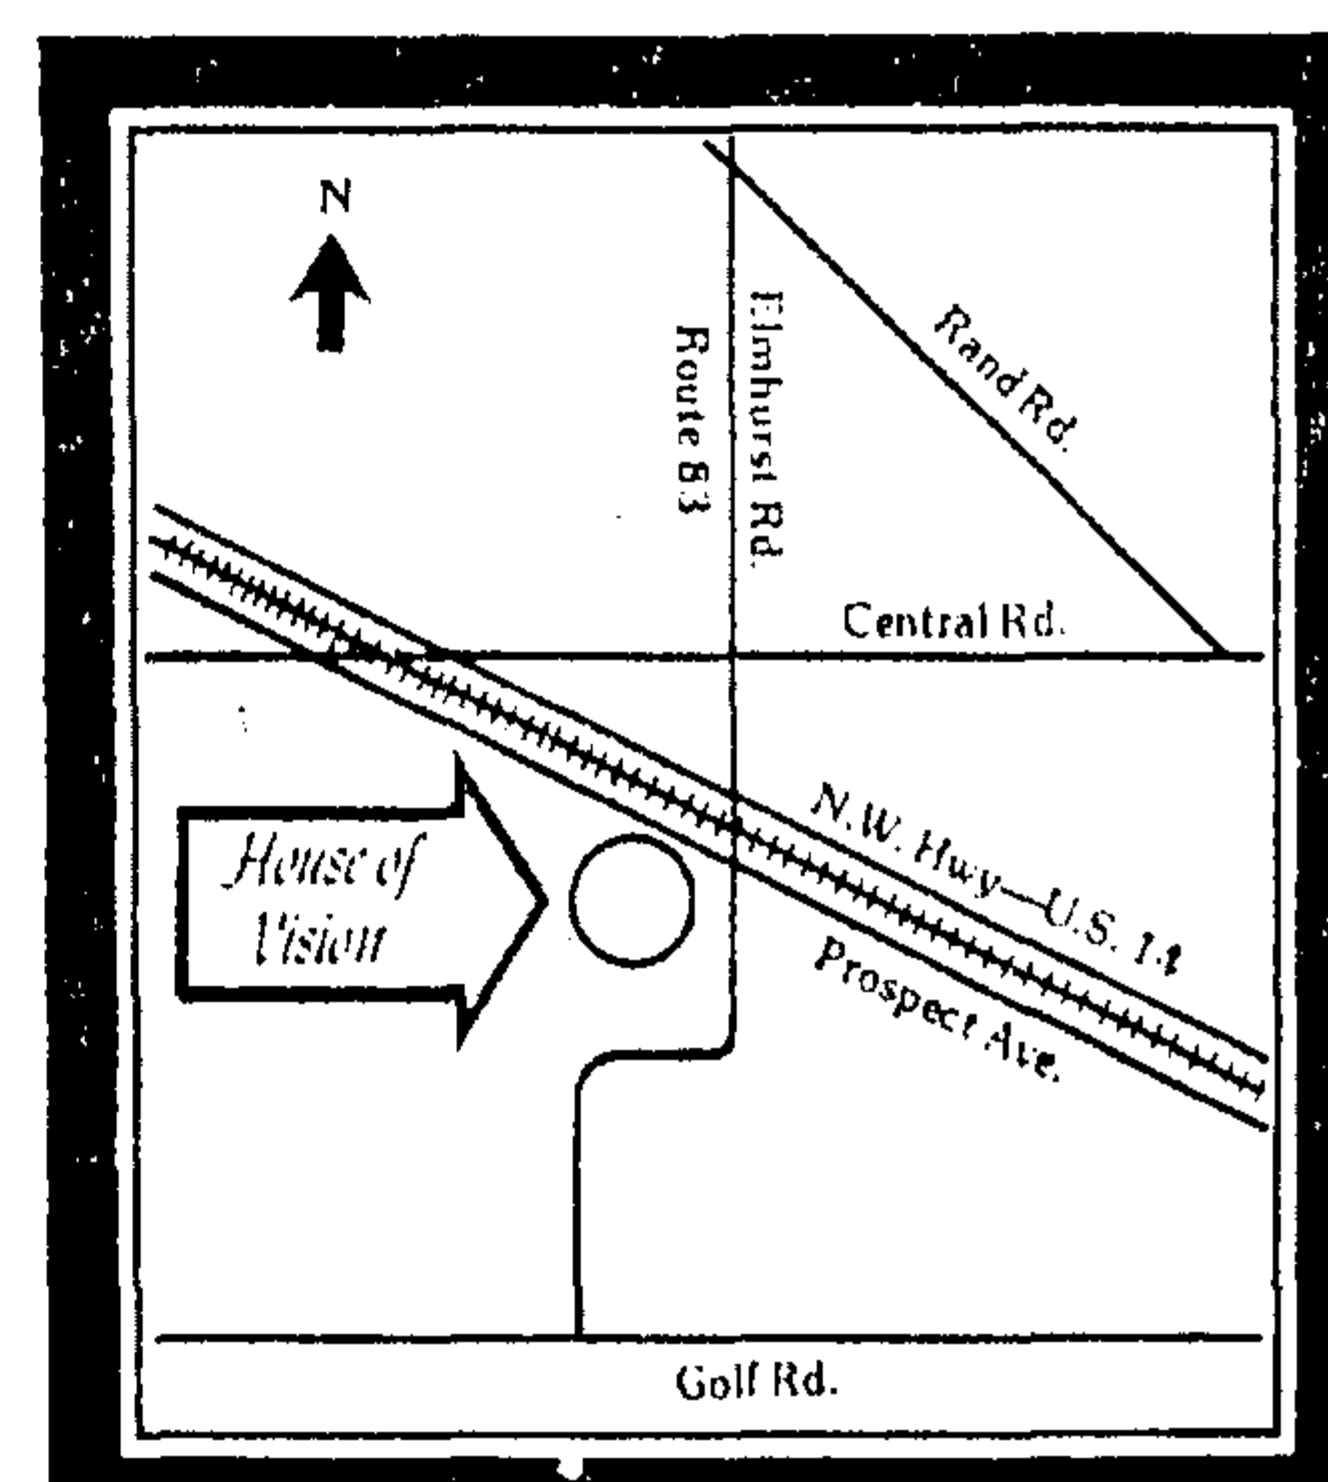 N
Rand Rd.
Elmhurst Rd.
Route 83
Central Rd.
N.W. Hwy—U.S. 14
House of
Vision
Prospect Ave.
Golf Rd.